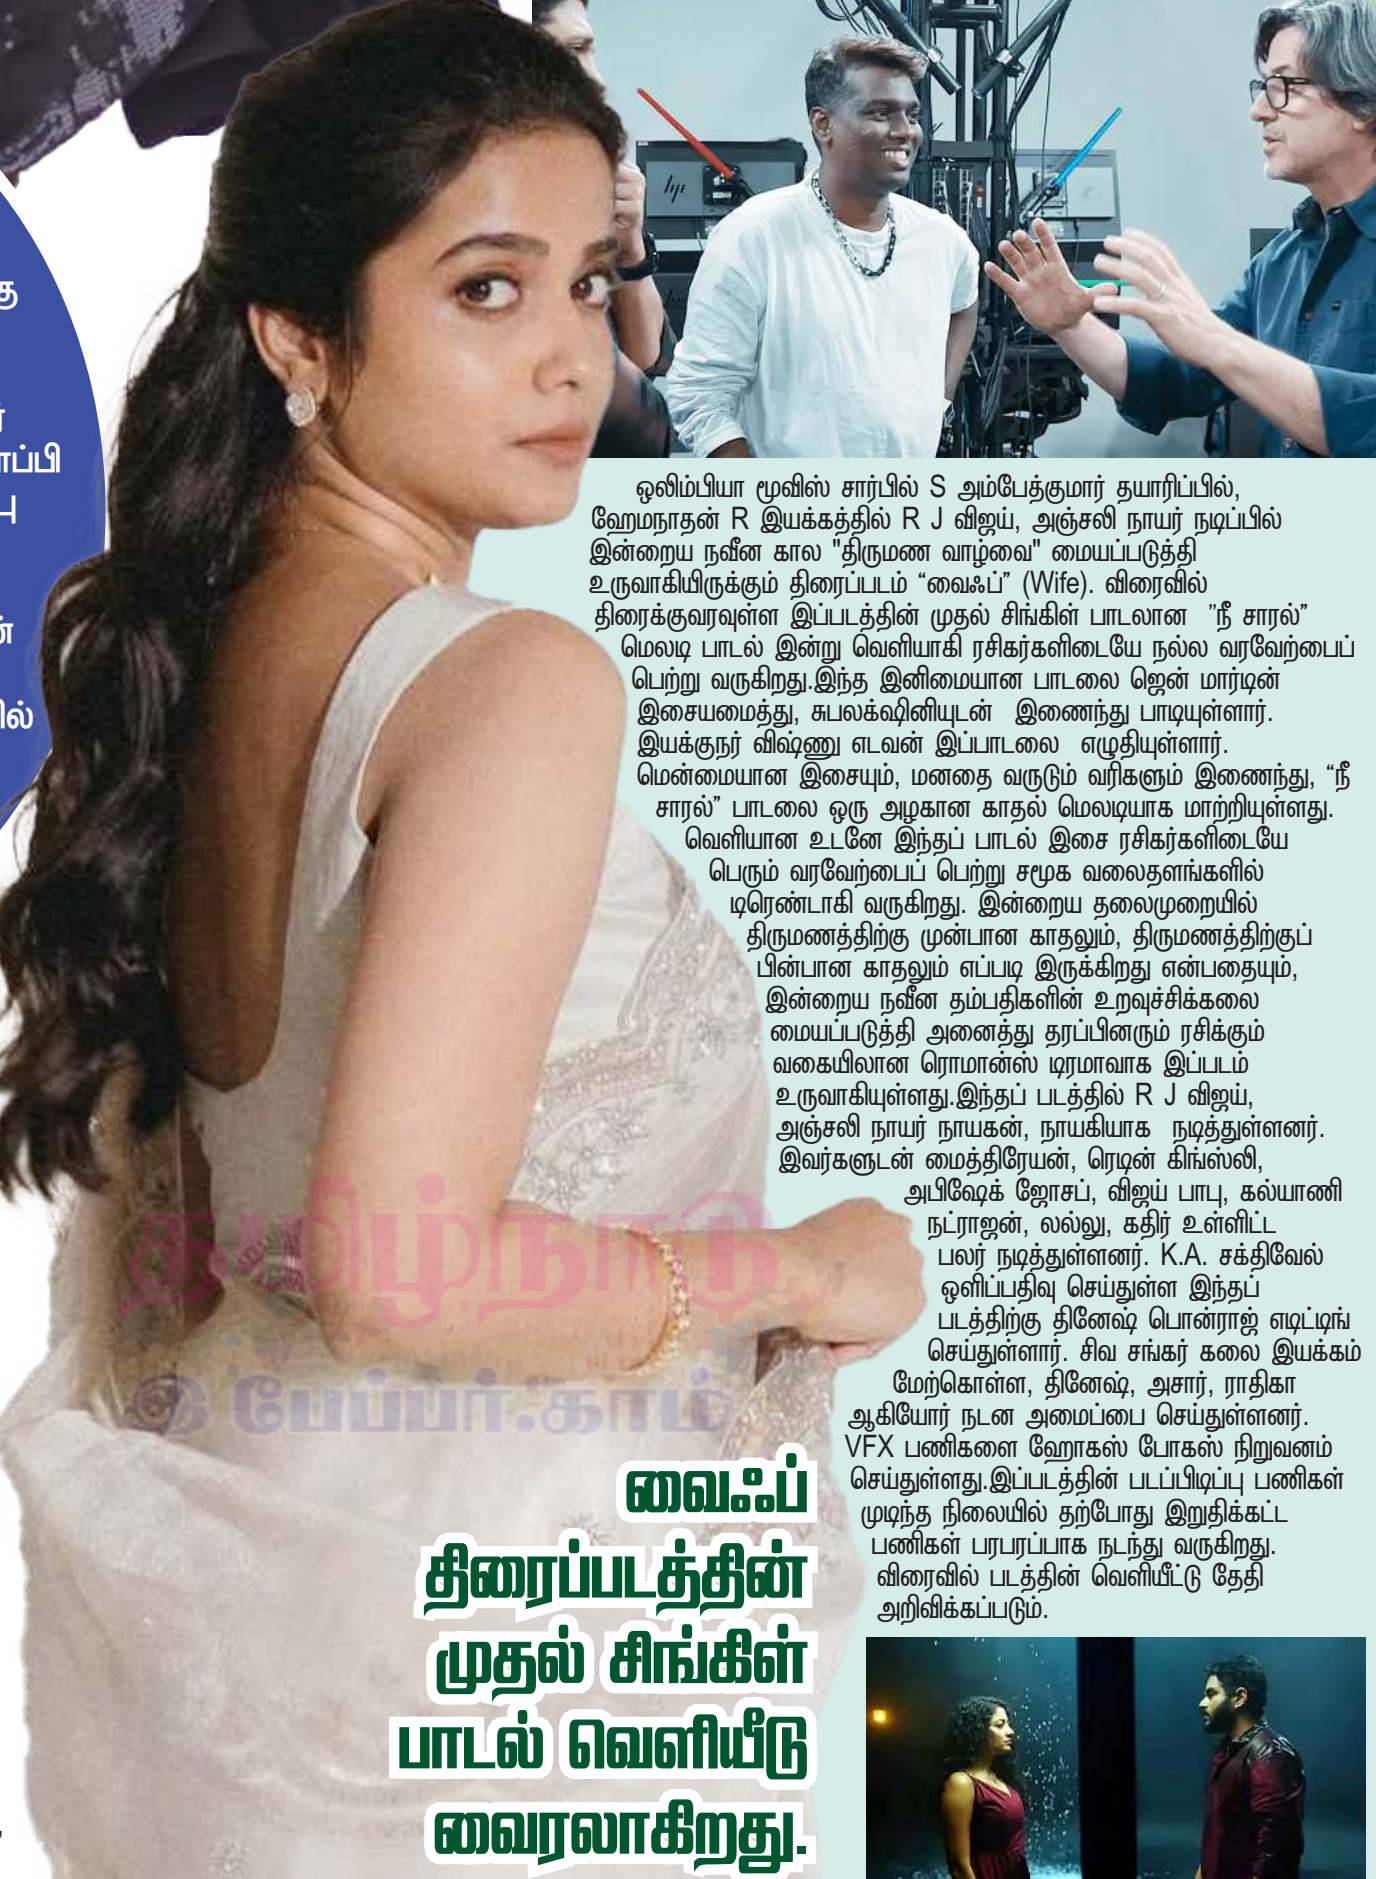 ஒலிம்பியா மூவிஸ் சார்பில் S அம்பேத்குமார் தயாரிப்பில்,
ஹேமநாதன் R இயக்கத்தில் R J விஜய், அஞ்சலி நாயர் நடிப்பில்
இன்றைய நவீன கால "திருமண வாழ்வை" மையப்படுத்தி
உருவாகியிருக்கும் திரைப்படம் “வைஃப்” (Wife). விரைவில்
திரைக்குவரவுள்ள இப்படத்தின் முதல் சிங்கிள் பாடலான ”நீ சாரல்”
மெலடி பாடல் இன்று வெளியாகி ரசிகர்களிடையே நல்ல வரவேற்பைப்
பெற்று வருகிறது.இந்த இனிமையான பாடலை ஜென் மார்டின்
இசையமைத்து, சுபலக்‌ஷினியுடன் இணைந்து பாடியுள்ளார்.
இயக்குநர் விஷ்ணு எடவன் இப்பாடலை எழுதியுள்ளார்.
மென்மையான இசையும், மனதை வருடும் வரிகளும் இணைந்து, “நீ
சாரல்” பாடலை ஒரு அழகான காதல் மெலடியாக மாற்றியுள்ளது.
வெளியான உடனே இந்தப் பாடல் இசை ரசிகர்களிடையே
பெரும் வரவேற்பைப் பெற்று சமூக வலைதளங்களில்
டிரெண்டாகி வருகிறது. இன்றைய தலைமுறையில்
திருமணத்திற்கு முன்பான காதலும், திருமணத்திற்குப்
பின்பான காதலும் எப்படி இருக்கிறது என்பதையும்,
இன்றைய நவீன தம்பதிகளின் உறவுச்சிக்கலை
மையப்படுத்தி அனைத்து தரப்பினரும் ரசிக்கும்
வகையிலான ரொமான்ஸ் டிரமாவாக இப்படம்
உருவாகியுள்ளது.இந்தப் படத்தில் R J விஜய்,
அஞ்சலி நாயர் நாயகன், நாயகியாக நடித்துள்ளனர்.
இவர்களுடன் மைத்திரேயன், ரெடின் கிங்ஸ்லி,
அபிஷேக் ஜோசப், விஜய் பாபு, கல்யாணி
நட்ராஜன், லல்லு, கதிர் உள்ளிட்ட
பலர் நடித்துள்ளனர். K.A. சக்திவேல்
ஒளிப்பதிவு செய்துள்ள இந்தப்
படத்திற்கு தினேஷ் பொன்ராஜ் எடிட்டிங்
செய்துள்ளார். சிவ சங்கர் கலை இயக்கம்
மேற்கொள்ள, தினேஷ், அசார், ராதிகா
ஆகியோர் நடன அமைப்பை செய்துள்ளனர்.
VFX பணிகளை ஹோகஸ் போகஸ் நிறுவனம்
செய்துள்ளது.இப்படத்தின் படப்பிடிப்பு பணிகள்
முடிந்த நிலையில் தற்போது இறுதிக்கட்ட
பணிகள் பரபரப்பாக நடந்து வருகிறது.
விரைவில் படத்தின் வெளியீட்டு தேதி
அறிவிக்கப்படும்.
தமிழ்நாடு
இ பேப்பர்.காம்
வைஃப்
திரைப்படத்தின்
முதல் சிங்கிள்
பாடல் வெளியீடு
வைரலாகிறது.
hp